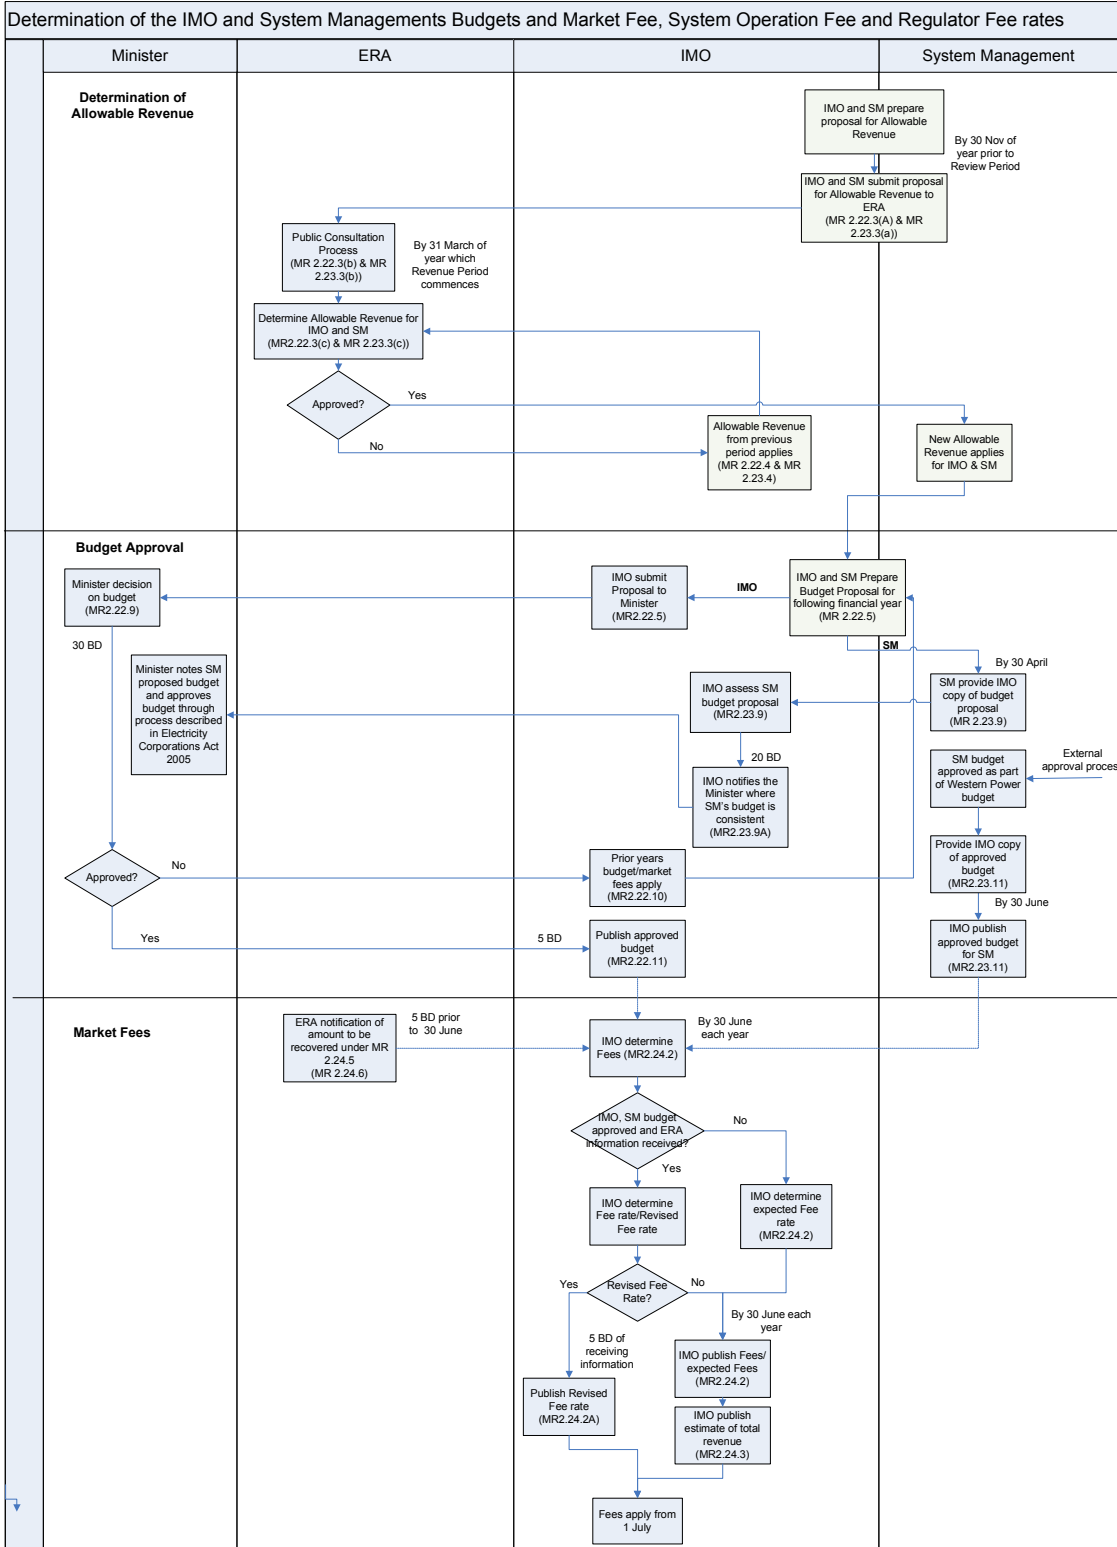 Determination of the IMO and System Managements Budgets and Market Fee, System Operation Fee and Regulator Fee rates
Minister
ERA
IMO
System Management
Determination of
Allowable Revenue
IMO and SM prepare
proposal for Allowable
Revenue
By 30 Nov of
year prior to
Review Period
IMO and SM submit proposal
for Allowable Revenue to
ERA
(MR 2.22.3(A) & MR
2.23.3(a))
Public Consultation
Process
(MR 2.22.3(b) & MR
2.23.3(b))
By 31 March of
year which
Revenue Period
commences
Determine Allowable Revenue for
IMO and SM
(MR2.22.3(c) & MR 2.23.3(c))
Approved?
Yes
No
Allowable Revenue
from previous
period applies
(MR 2.22.4 & MR
2.23.4)
New Allowable
Revenue applies
for IMO & SM
Budget Approval
Minister decision
on budget
(MR2.22.9)
IMO submit
Proposal to
Minister
(MR2.22.5)
IMO
IMO and SM Prepare
Budget Proposal for
following financial year
(MR 2.22.5)
30 BD
SM
By 30 April
Minister notes SM
proposed budget
and approves
budget through
process described
in Electricity
Corporations Act
2005
IMO assess SM
budget proposal
(MR2.23.9)
SM provide IMO
copy of budget
proposal
(MR 2.23.9)
20 BD
IMO notifies the
Minister where
SM's budget is
consistent
(MR2.23.9A)
SM budget
approved as part
of Western Power
budget
External
approval proces
Approved?
No
Prior years
budget/market
fees apply
(MR2.22.10)
Provide IMO copy
of approved
budget
(MR2.23.11)
By 30 June
Yes
5 BD
Publish approved
budget
(MR2.22.11)
IMO publish
approved budget
for SM
(MR2.23.11)
Market Fees
ERA notification of
amount to be
recovered under MR
2.24.5
(MR 2.24.6)
5 BD prior
to 30 June
IMO determine
Fees (MR2.24.2)
By 30 June
each year
IMO, SM budget
approved and ERA
information received?
No
Yes
IMO determine
Fee rate/Revised
Fee rate
IMO determine
expected Fee
rate
(MR2.24.2)
Revised Fee
Rate?
Yes
No
By 30 June each
year
5 BD of
receiving
information
IMO publish Fees/
expected Fees
(MR2.24.2)
Publish Revised
Fee rate
(MR2.24.2A)
IMO publish
estimate of total
revenue
(MR2.24.3)
Fees apply from
1 July